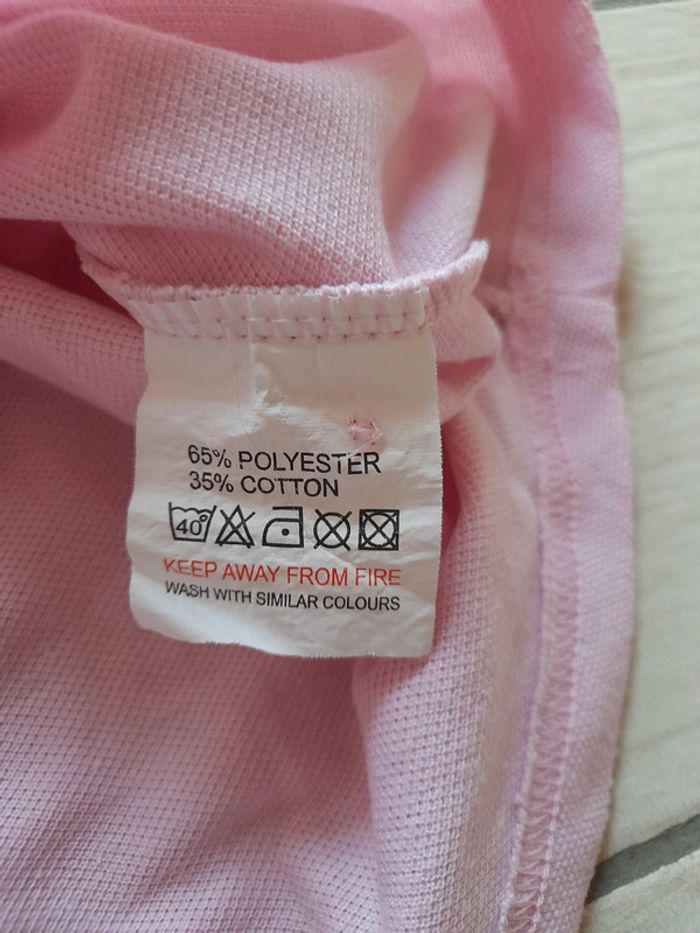 65% POLYESTER
35% COTTON
40°
KEEP AWAY FROM FIRE
WASH WITH SIMILAR COLOURS